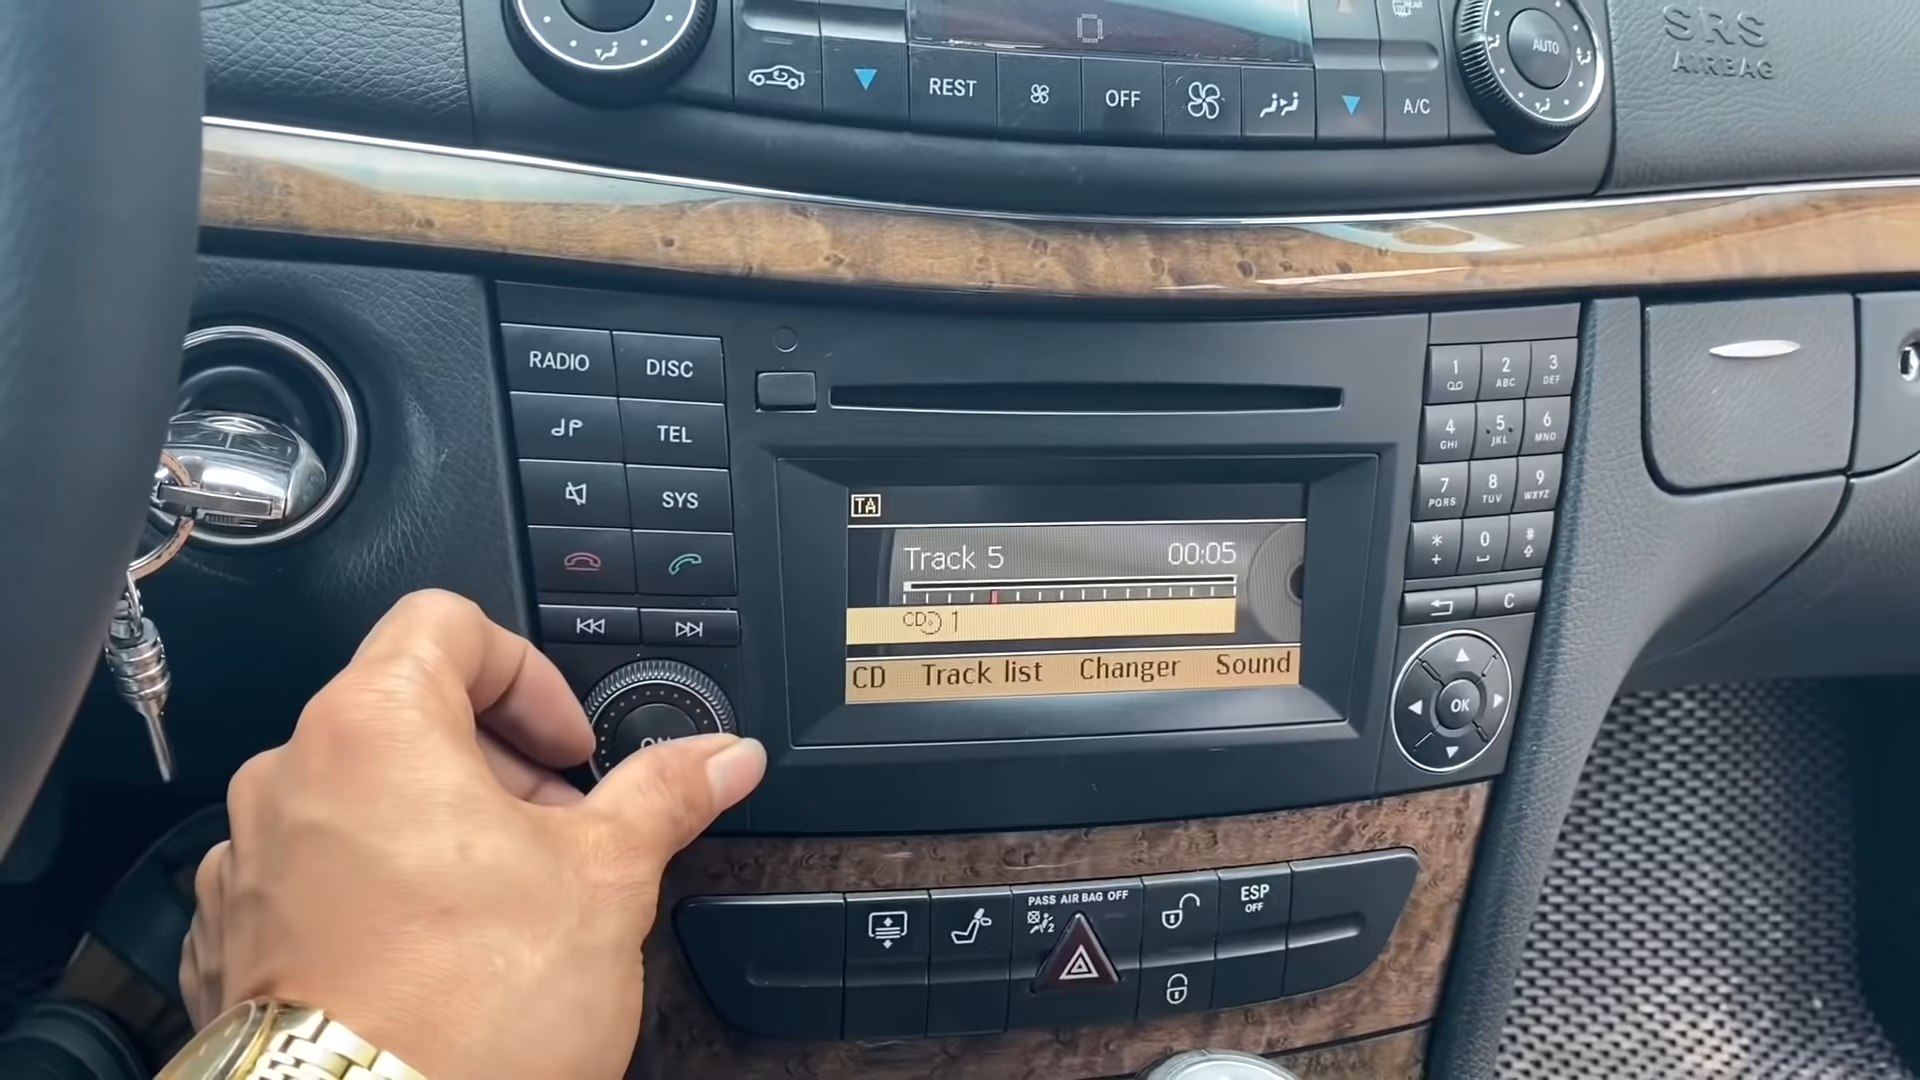 AUTO
SRS
AIRBAG
REST
OFF
A/C
RADIO
DISC
TEL
SYS
TA
Track 5
00:05
CD 1
CD
Track list
Changer
Sound
1
2 ABC
3 DEF
4 GHI
5 JKL
6 MNO
7 PQRS
8 TUV
9 WXYZ
*
+
0
#
C
OK
PASS AIR BAG OFF
2
ESP
OFF